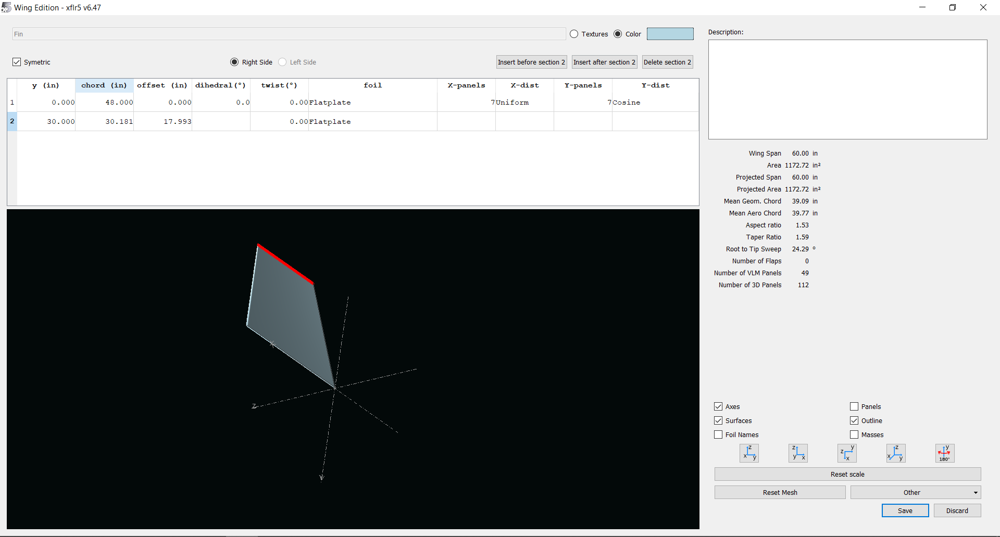 Wing Edition - xflr5 v6.47
Fin
Textures
Color
Description:
Symetric
Right Side
Left Side
Insert before section 2
Insert after section 2
Delete section 2
y (in) chord (in) offset (in) dihedral(°) twist(°) foil X-panels X-dist Y-panels Y-dist
1 0.000 48.000 0.000 0.0 0.00 Flatplate 7 Uniform 7 Cosine
2 30.000 30.181 17.993 0.00 Flatplate
Wing Span 60.00 in
Area 1172.72 in²
Projected Span 60.00 in
Projected Area 1172.72 in²
Mean Geom. Chord 39.09 in
Mean Aero Chord 39.77 in
Aspect ratio 1.53
Taper Ratio 1.59
Root to Tip Sweep 24.29 °
Number of Flaps 0
Number of VLM Panels 49
Number of 3D Panels 112
X
Z
Y
Axes
Panels
Surfaces
Outline
Foil Names
Masses
z x y
z y x
y z x
z x y
y 180°
Reset scale
Reset Mesh
Other
Save
Discard